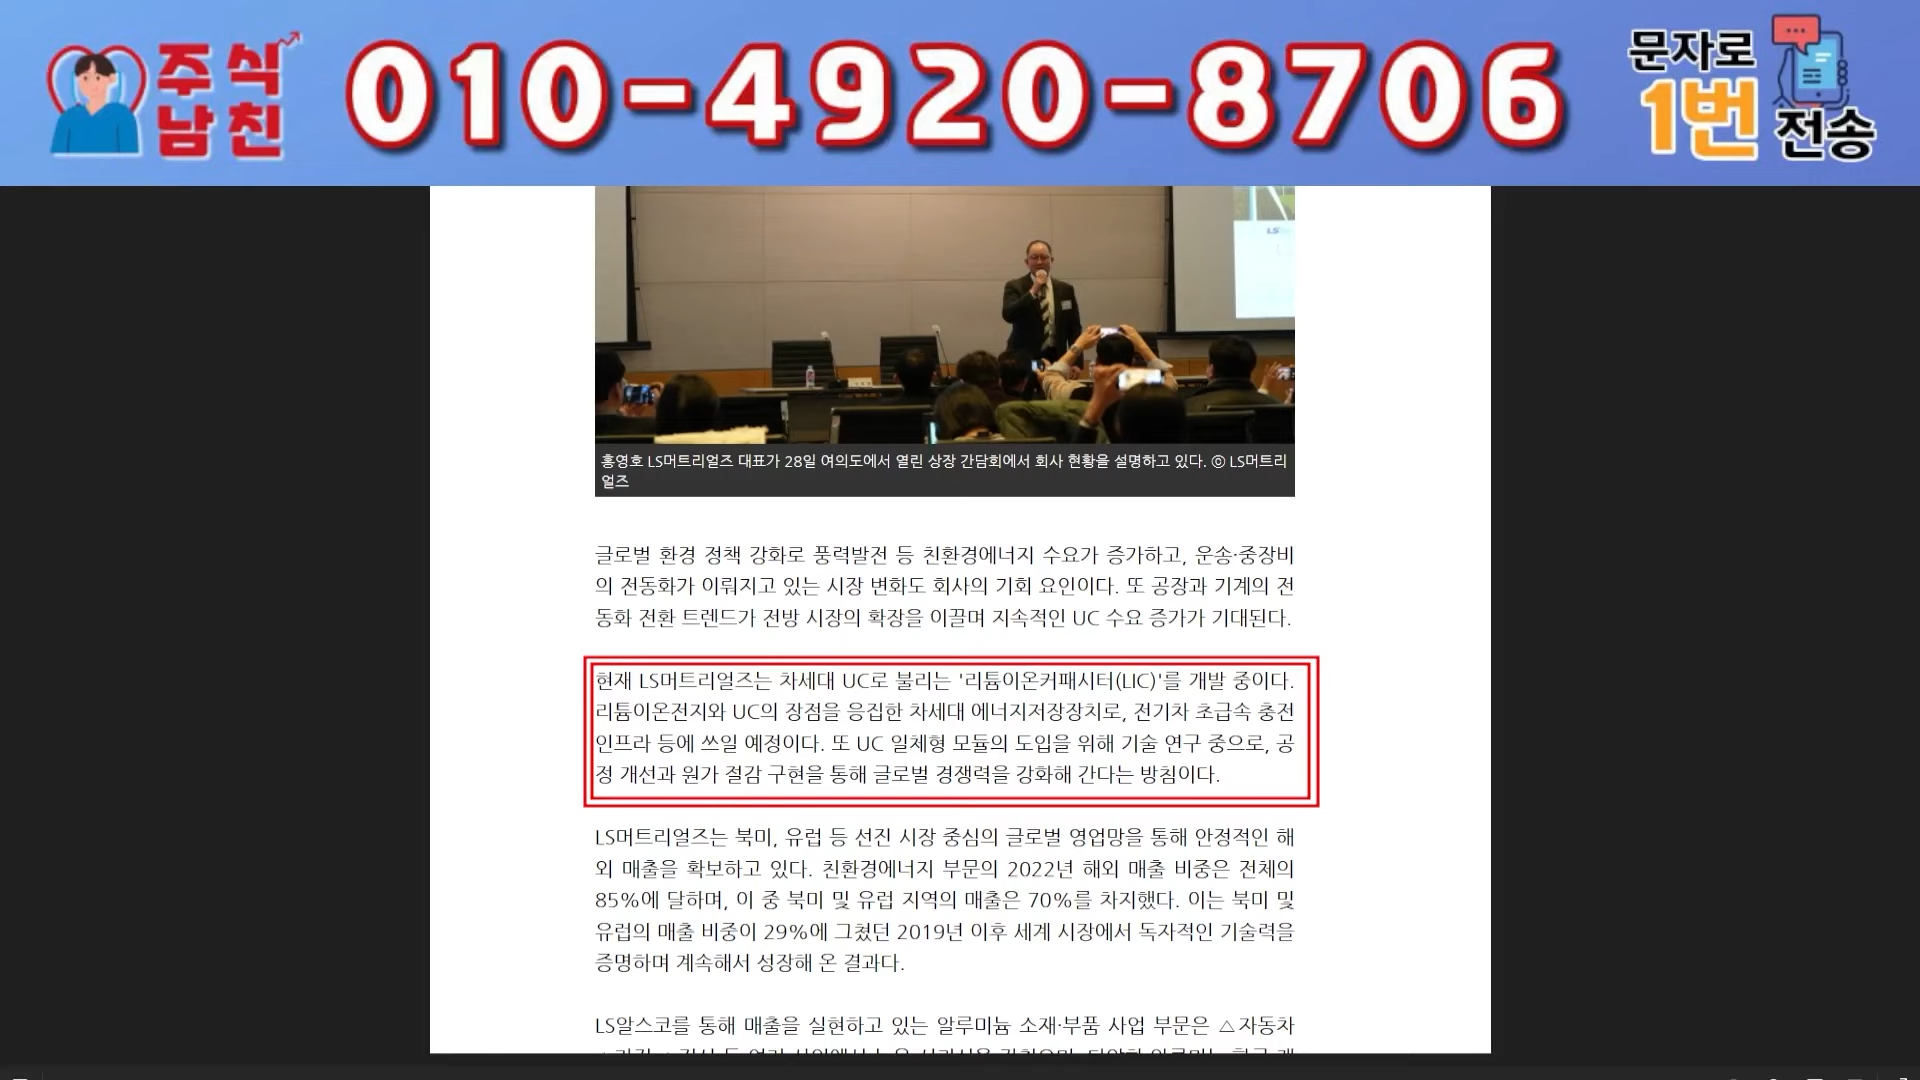 주식
남친
010-4920-8706
문자로
1번
전송
홍영호 LS머트리얼즈 대표가 28일 여의도에서 열린 상장 간담회에서 회사 현황을 설명하고 있다. ⓒ LS머트리
얼즈
글로벌 환경 정책 강화로 풍력발전 등 친환경에너지 수요가 증가하고, 운송·중장비
의 전동화가 이뤄지고 있는 시장 변화도 회사의 기회 요인이다. 또 공장과 기계의 전
동화 전환 트렌드가 전방 시장의 확장을 이끌며 지속적인 UC 수요 증가가 기대된다.
현재 LS머트리얼즈는 차세대 UC로 불리는 '리튬이온커패시터(LIC)'를 개발 중이다.
리튬이온전지와 UC의 장점을 응집한 차세대 에너지저장장치로, 전기차 초급속 충전
인프라 등에 쓰일 예정이다. 또 UC 일체형 모듈의 도입을 위해 기술 연구 중으로, 공
정 개선과 원가 절감 구현을 통해 글로벌 경쟁력을 강화해 간다는 방침이다.
LS머트리얼즈는 북미, 유럽 등 선진 시장 중심의 글로벌 영업망을 통해 안정적인 해
외 매출을 확보하고 있다. 친환경에너지 부문의 2022년 해외 매출 비중은 전체의
85%에 달하며, 이 중 북미 및 유럽 지역의 매출은 70%를 차지했다. 이는 북미 및
유럽의 매출 비중이 29%에 그쳤던 2019년 이후 세계 시장에서 독자적인 기술력을
증명하며 계속해서 성장해 온 결과다.
LS알스코를 통해 매출을 실현하고 있는 알루미늄 소재·부품 사업 부문은 △자동차